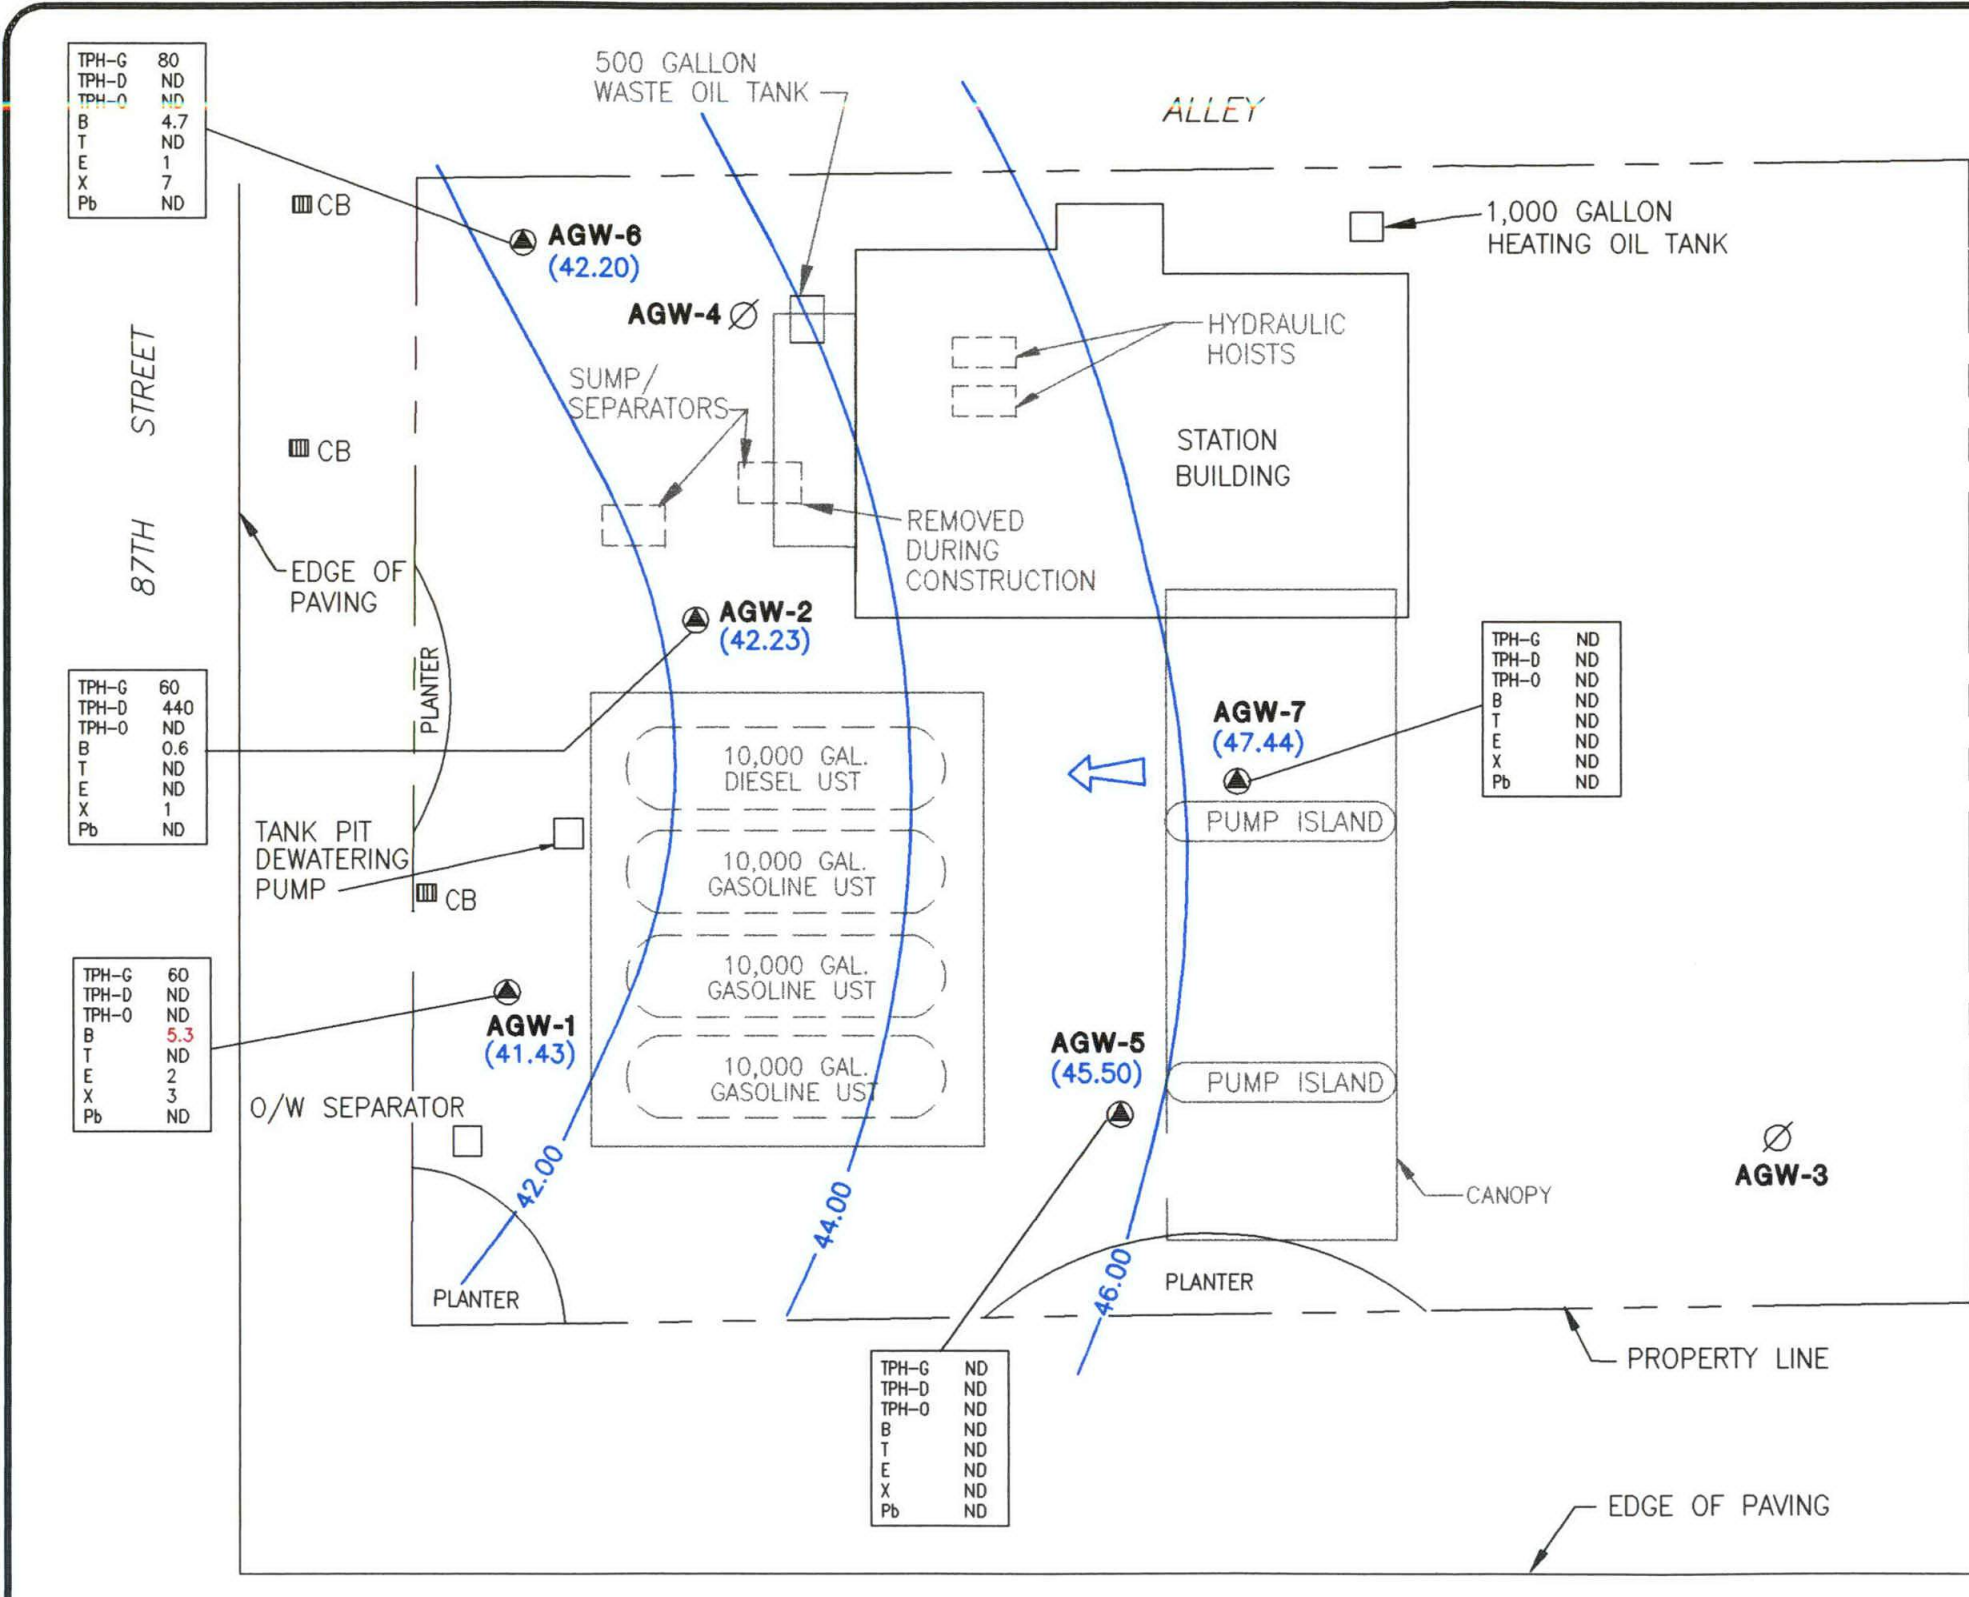 TPH-G 80
TPH-D ND
TPH-O ND
B 4.7
T ND
E 1
X 7
Pb ND
500 GALLON
WASTE OIL TANK
ALLEY
CB
AGW-6
(42.20)
1,000 GALLON
HEATING OIL TANK
AGW-4
HYDRAULIC
HOISTS
SUMP/
SEPARATORS
87TH STREET
CB
STATION
BUILDING
REMOVED
DURING
CONSTRUCTION
EDGE OF
PAVING
AGW-2
(42.23)
PLANTER
TPH-G 60
TPH-D 440
TPH-O ND
B 0.6
T ND
E ND
X 1
Pb ND
TPH-G ND
TPH-D ND
TPH-O ND
B ND
T ND
E ND
X ND
Pb ND
AGW-7
(47.44)
10,000 GAL.
DIESEL UST
PUMP ISLAND
TANK PIT
DEWATERING
PUMP
CB
10,000 GAL.
GASOLINE UST
10,000 GAL.
GASOLINE UST
TPH-G 60
TPH-D ND
TPH-O ND
B 5.3
T ND
E 2
X 3
Pb ND
AGW-1
(41.43)
AGW-5
(45.50)
10,000 GAL.
GASOLINE UST
PUMP ISLAND
O/W SEPARATOR
AGW-3
42.00
44.00
46.00
CANOPY
PLANTER
PLANTER
PROPERTY LINE
TPH-G ND
TPH-D ND
TPH-O ND
B ND
T ND
E ND
X ND
Pb ND
EDGE OF PAVING